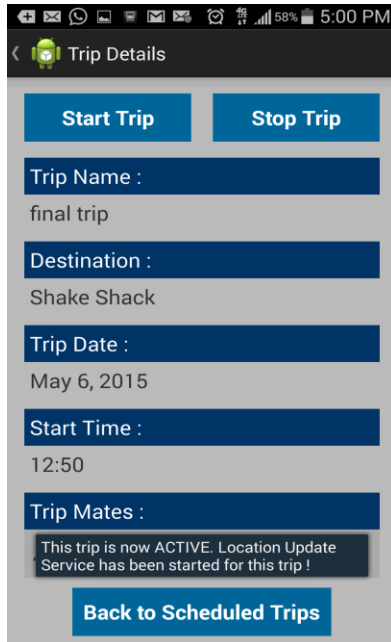 58% 5:00 PM
Trip Details
Start Trip Stop Trip
Trip Name :
final trip
Destination :
Shake Shack
Trip Date :
May 6, 2015
Start Time :
12:50
Trip Mates :
This trip is now ACTIVE. Location Update
Service has been started for this trip !
Back to Scheduled Trips